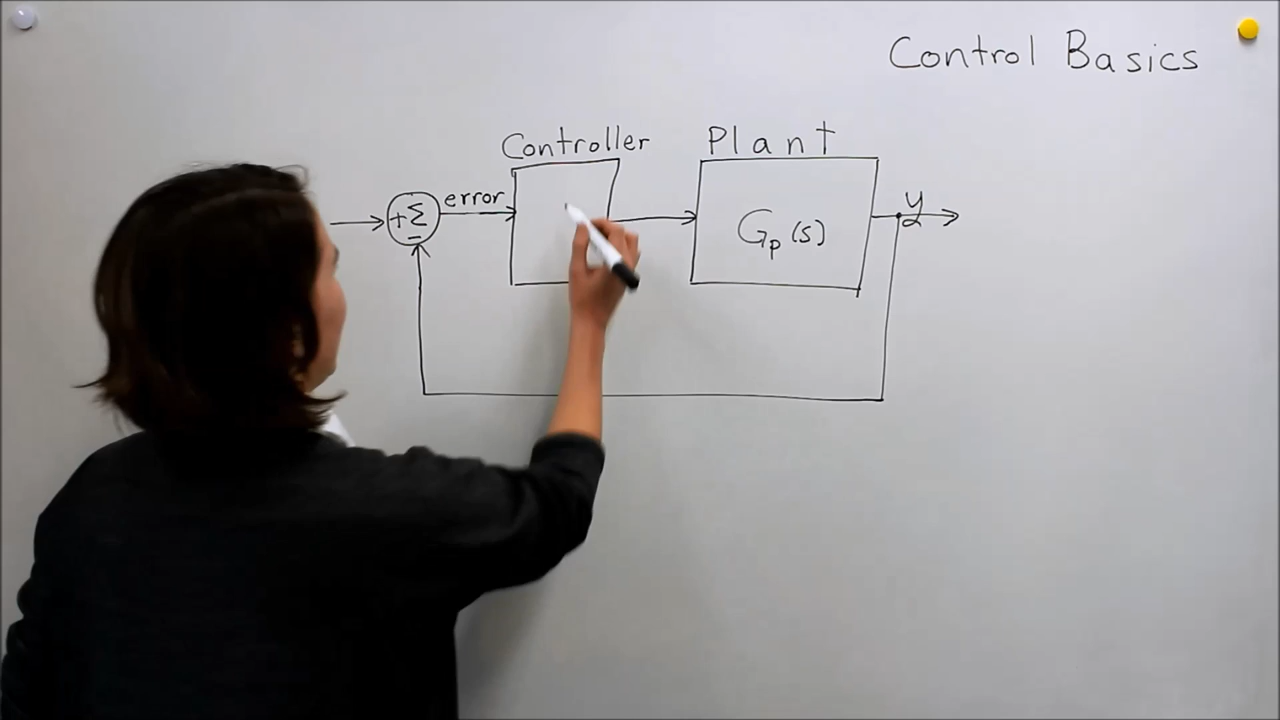 Control Basics
Controller
Plant
error
+Σ
−
Gp(s)
y